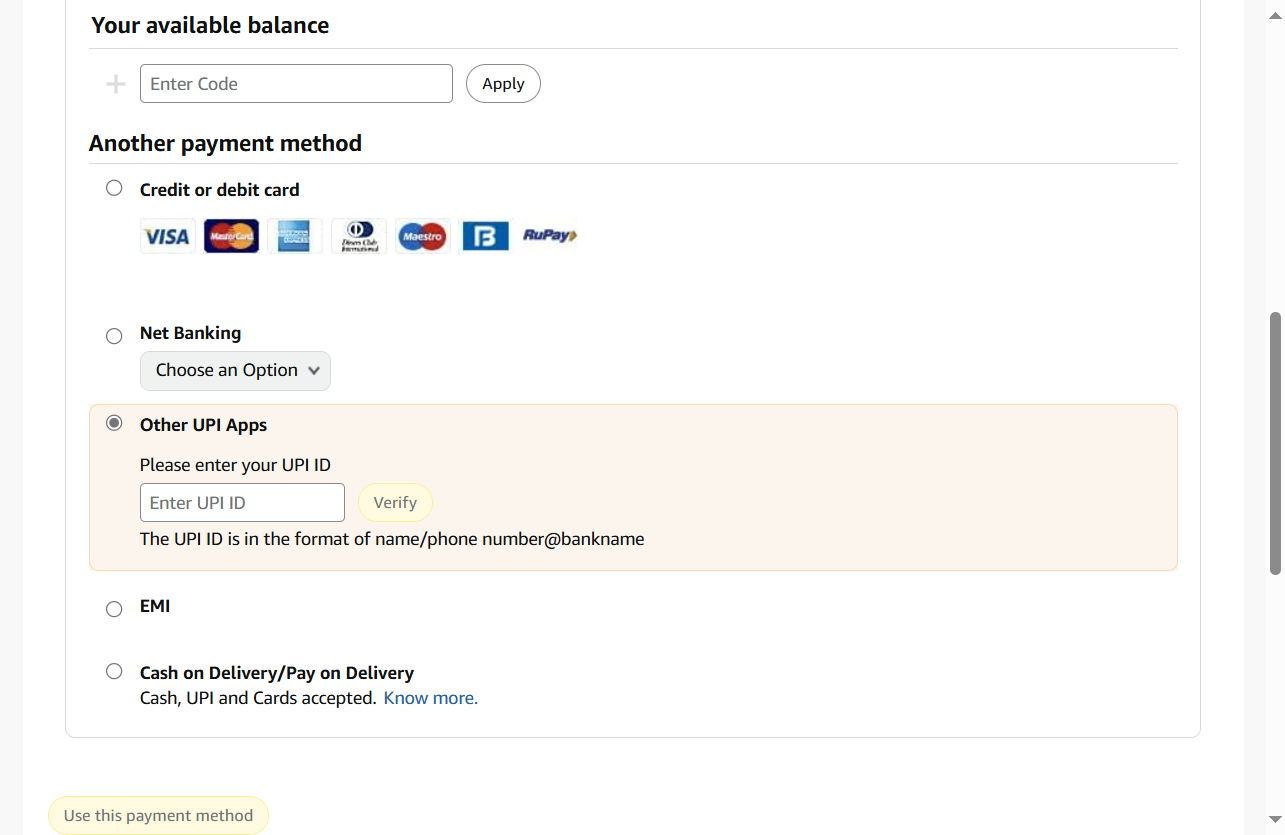 Your available balance
Enter Code
Apply
Another payment method
Credit or debit card
VISA MasterCard AMERICAN EXPRESS Diners Club International Maestro B RuPay
Net Banking
Choose an Option
Other UPI Apps
Please enter your UPI ID
Enter UPI ID
Verify
The UPI ID is in the format of name/phone number@bankname
EMI
Cash on Delivery/Pay on Delivery
Cash, UPI and Cards accepted. Know more.
Use this payment method